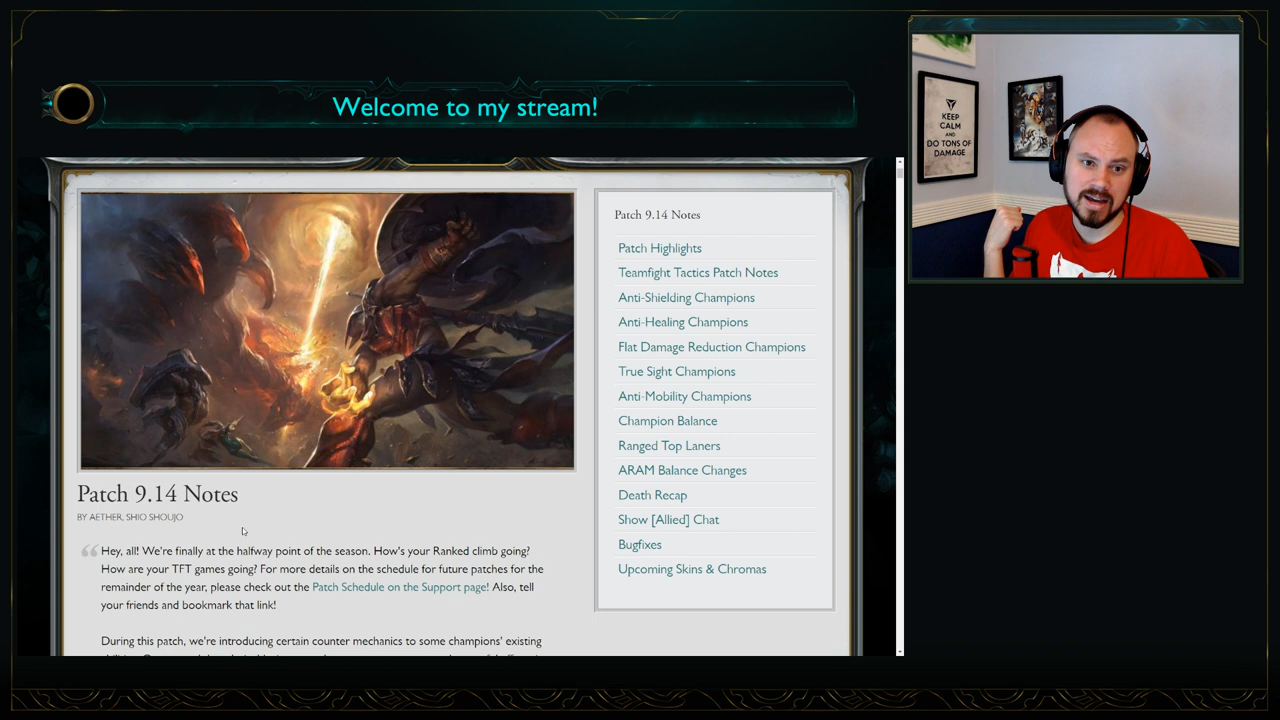 Welcome to my stream!
Patch 9.14 Notes
BY AETHER, SHIO SHOUJO
Hey, all! We're finally at the halfway point of the season. How's your Ranked climb going?
How are your TFT games going? For more details on the schedule for future patches for the
remainder of the year, please check out the Patch Schedule on the Support page! Also, tell
your friends and bookmark that link!
During this patch, we're introducing certain counter mechanics to some champions' existing
Patch 9.14 Notes
Patch Highlights
Teamfight Tactics Patch Notes
Anti-Shielding Champions
Anti-Healing Champions
Flat Damage Reduction Champions
True Sight Champions
Anti-Mobility Champions
Champion Balance
Ranged Top Laners
ARAM Balance Changes
Death Recap
Show [Allied] Chat
Bugfixes
Upcoming Skins & Chromas
KEEP
CALM
AND
DO TONS OF
DAMAGE